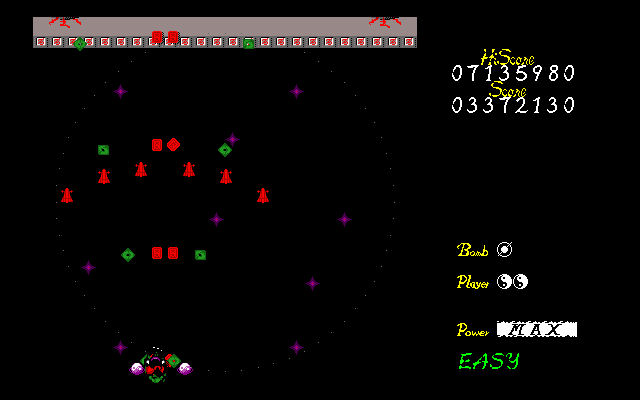 HiScore
07135980
Score
03372130
Bomb
Player
Power MAX
EASY